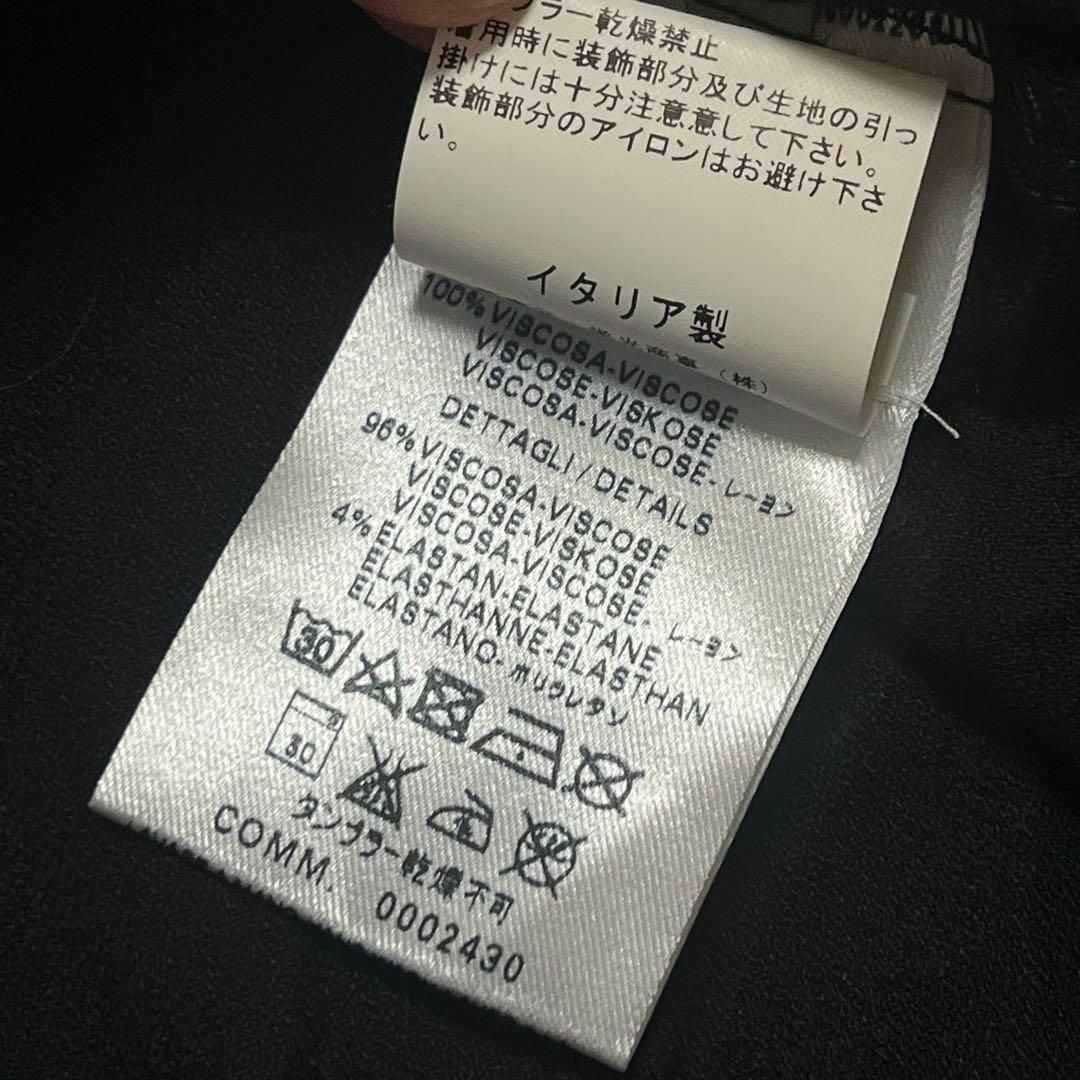 ブラー乾燥禁止
着用時に装飾部分及び生地の引っ
掛けには十分注意意して下さい。
装飾部分のアイロンはお避け下さ
い。
イタリア製
（株）
100% VISCOSA-VISCOSE
VISCOSE-VISKOSE
VISCOSA-VISCOSE-レーヨン
DETTAGLI/DETAILS
96% VISCOSA-VISCOSE
VISCOSE-VISKOSE
VISCOSA-VISCOSE-レーヨン
4% ELASTAN-ELASTANE
ELASTHANNE-ELASTHAN
ELASTANO-ポリウレタン
30
30
タンブラー乾燥不可
COMM. 0002430